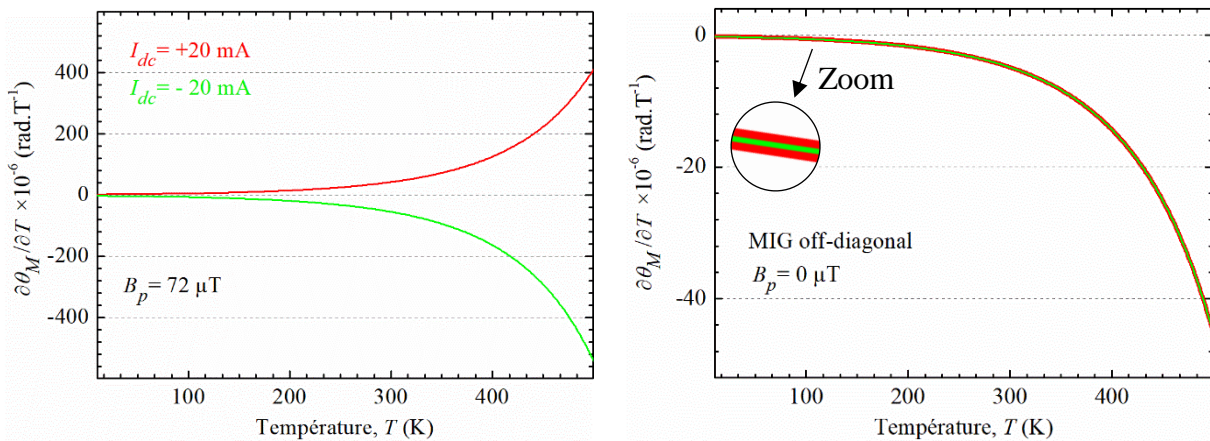 ∂θ_M/∂T ×10⁻⁶ (rad.T⁻¹)
400
200
0
-200
-400
I_dc= +20 mA
I_dc= - 20 mA
B_p= 72 µT
100
200
300
400
Température, T (K)
∂θ_M/∂T ×10⁻⁶ (rad.T⁻¹)
0
-20
-40
Zoom
MIG off-diagonal
B_p= 0 µT
100
200
300
400
Température, T (K)